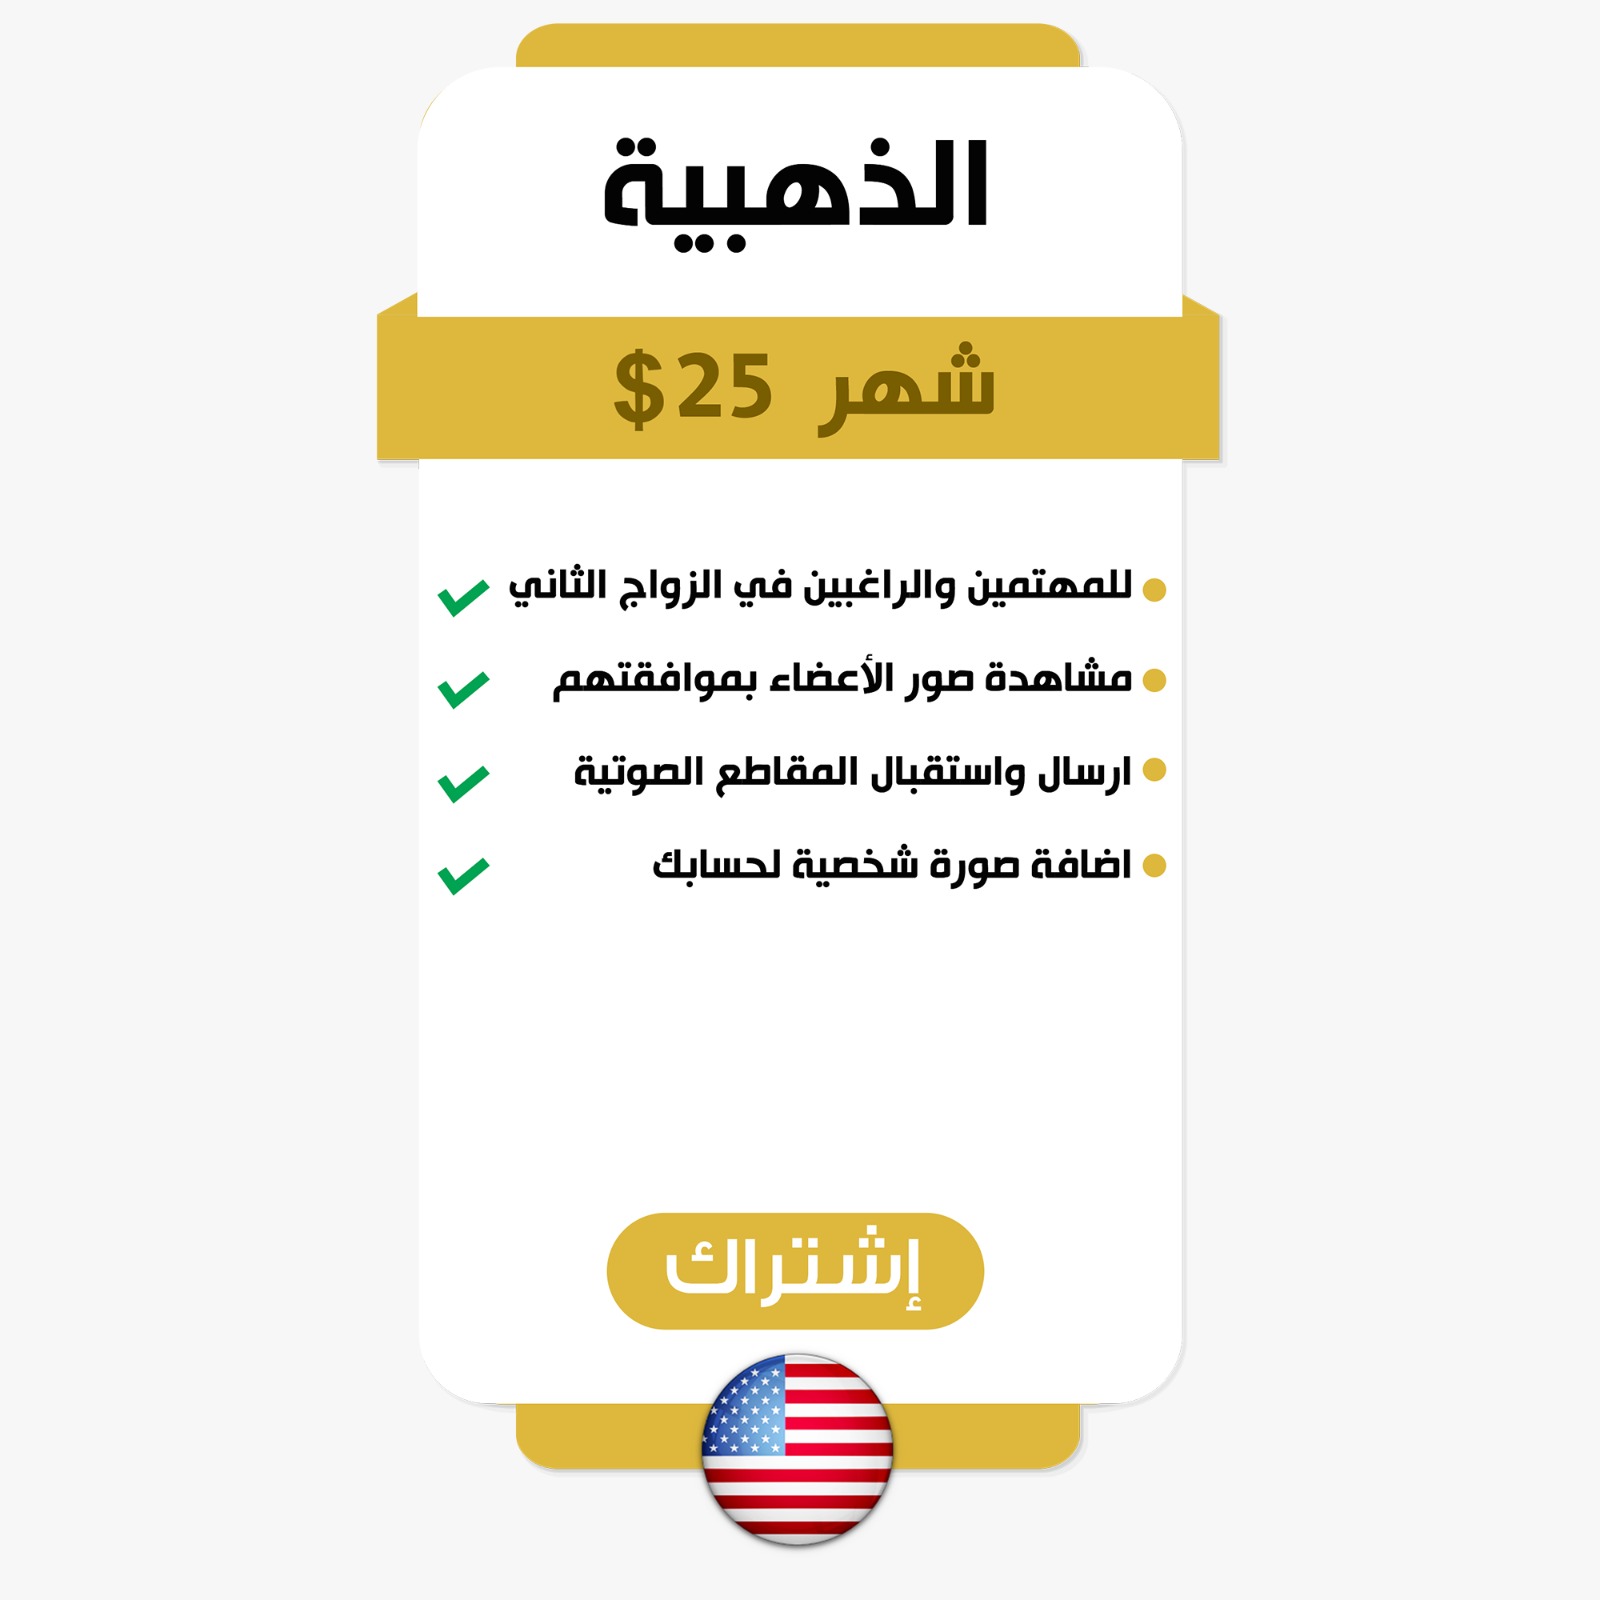 الذهبية
شهر 25$
للمهتمين والراغبين في الزواج الثاني
مشاهدة صور الأعضاء بموافقتهم
ارسال واستقبال المقاطع الصوتية
اضافة صورة شخصية لحسابك
إشتراك